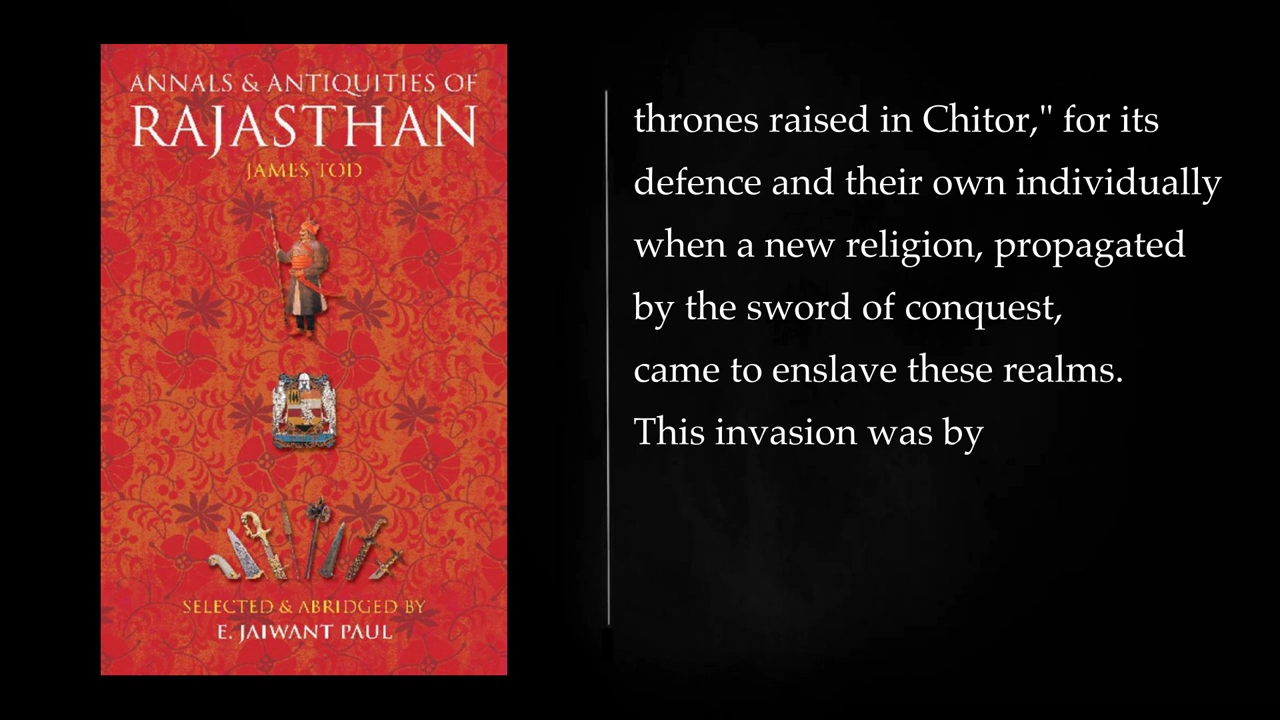 ANNALS & ANTIQUITIES OF
RAJASTHAN
JAMES TOD
SELECTED & ABRIDGED BY
E. JAIWANT PAUL
thrones raised in Chitor," for its
defence and their own individually
when a new religion, propagated
by the sword of conquest,
came to enslave these realms.
This invasion was by